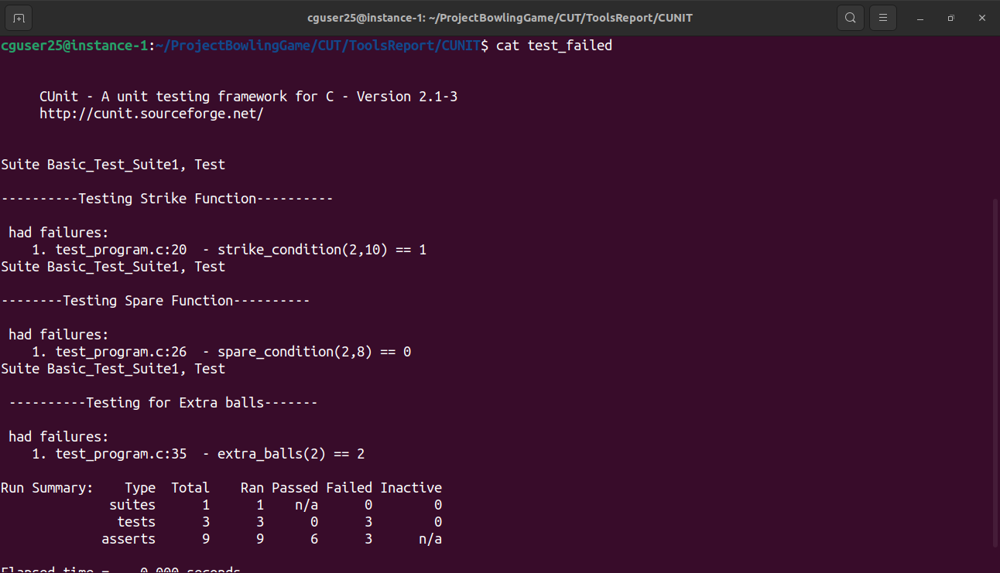 cguser25@instance-1: ~/ProjectBowlingGame/CUT/ToolsReport/CUNIT
cguser25@instance-1:~/ProjectBowlingGame/CUT/ToolsReport/CUNIT$ cat test_failed
CUnit - A unit testing framework for C - Version 2.1-3
http://cunit.sourceforge.net/
Suite Basic_Test_Suite1, Test
----------Testing Strike Function----------
had failures:
1. test_program.c:20  - strike_condition(2,10) == 1
Suite Basic_Test_Suite1, Test
--------Testing Spare Function----------
had failures:
1. test_program.c:26  - spare_condition(2,8) == 0
Suite Basic_Test_Suite1, Test
----------Testing for Extra balls-------
had failures:
1. test_program.c:35  - extra_balls(2) == 2
Run Summary:    Type  Total    Ran Passed Failed Inactive
suites      1      1    n/a      0        0
tests      3      3      0      3        0
asserts      9      9      6      3      n/a
Elapsed time =    0.000 seconds